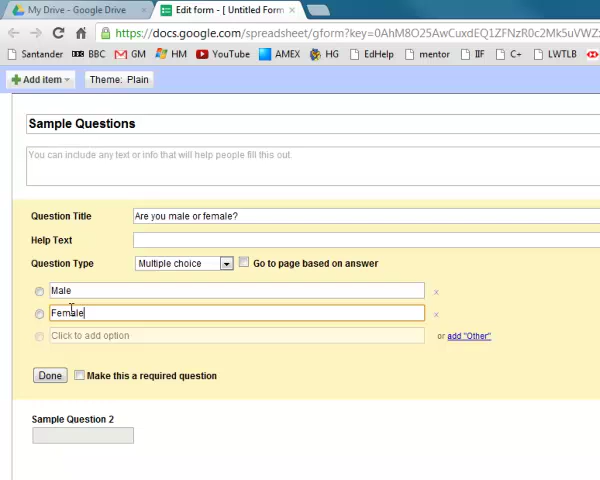 My Drive - Google Drive
Edit form - [ Untitled Form
https://docs.google.com/spreadsheet/gform?key=0AhM8O25AwCuxdEQ1ZFNzR0c2Mk5uVWZ
Santander BBC GM HM YouTube AMEX HG EdHelp mentor IIF C+ LWTLB
Add item Theme: Plain
Sample Questions
You can include any text or info that will help people fill this out.
Question Title Are you male or female?
Help Text
Question Type Multiple choice Go to page based on answer
Male x
Female x
Click to add option or add "Other"
Done Make this a required question
Sample Question 2